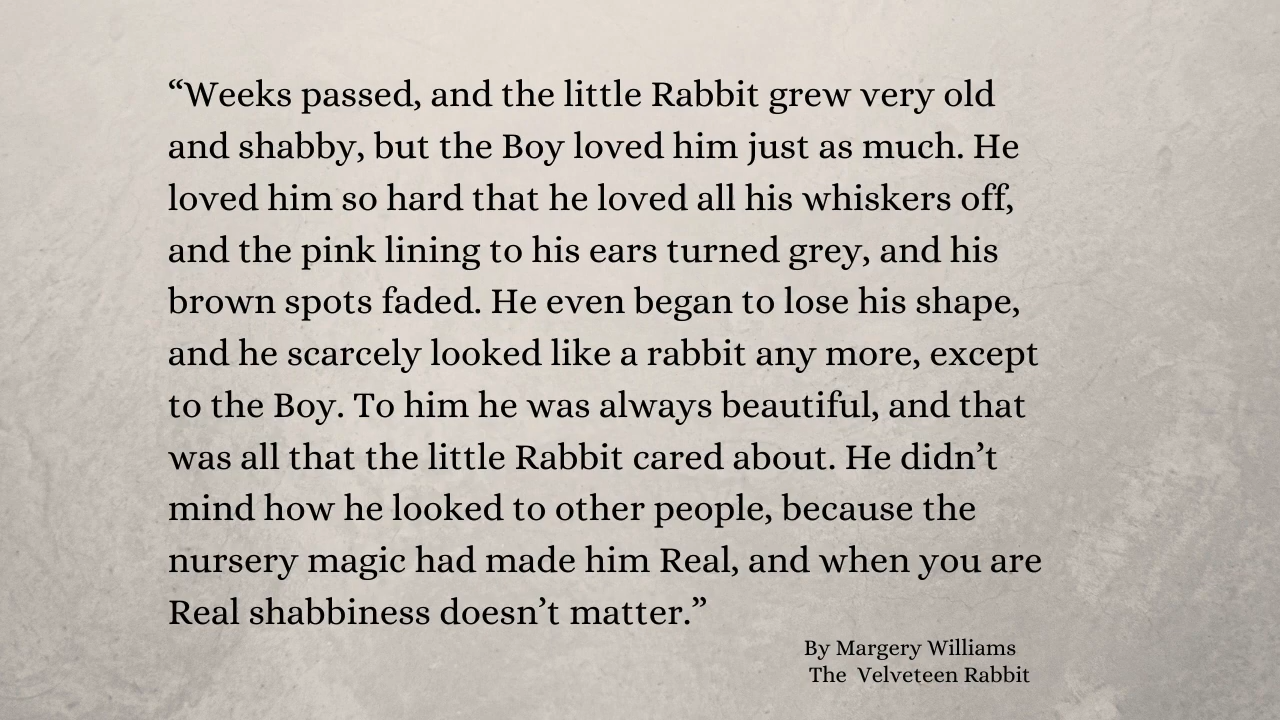 “Weeks passed, and the little Rabbit grew very old
and shabby, but the Boy loved him just as much. He
loved him so hard that he loved all his whiskers off,
and the pink lining to his ears turned grey, and his
brown spots faded. He even began to lose his shape,
and he scarcely looked like a rabbit any more, except
to the Boy. To him he was always beautiful, and that
was all that the little Rabbit cared about. He didn’t
mind how he looked to other people, because the
nursery magic had made him Real, and when you are
Real shabbiness doesn’t matter.”
By Margery Williams
The  Velveteen Rabbit